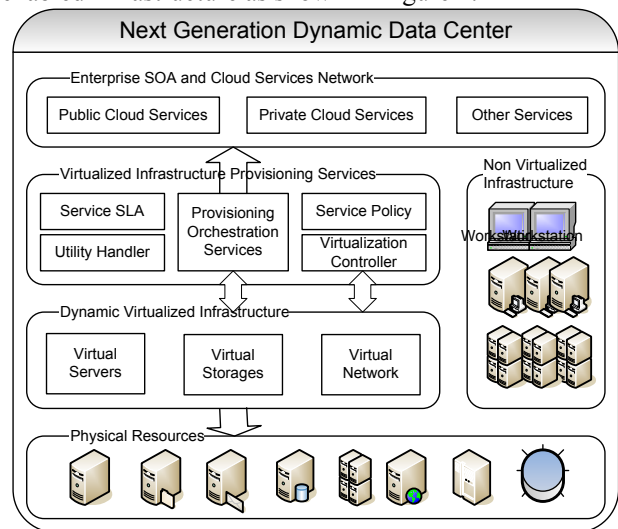 Next Generation Dynamic Data Center
Enterprise SOA and Cloud Services Network
Public Cloud Services
Private Cloud Services
Other Services
Virtualized Infrastructure Provisioning Services
Service SLA
Provisioning
Orchestration
Services
Service Policy
Utility Handler
Virtualization
Controller
Non Virtualized
Infrastructure
Workstation
Workstation
Dynamic Virtualized Infrastructure
Virtual
Servers
Virtual
Storages
Virtual
Network
Physical Resources